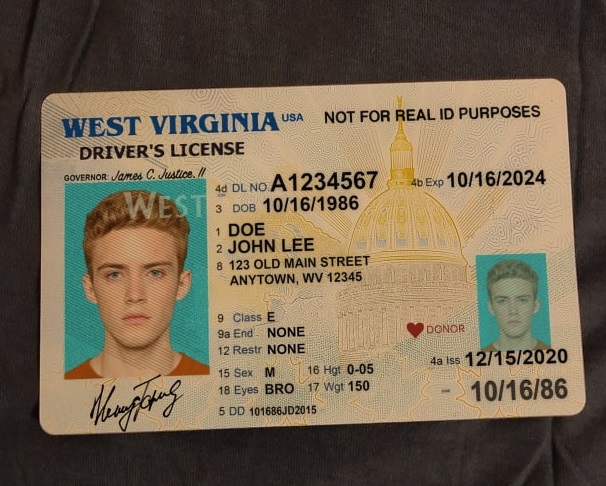 WEST VIRGINIA USA NOT FOR REAL ID PURPOSES
DRIVER'S LICENSE
GOVERNOR: James C. Justice, II
WEST
4d DL NO. A1234567 4b Exp 10/16/2024
3 DOB 10/16/1986
1 DOE
2 JOHN LEE
8 123 OLD MAIN STREET
ANYTOWN, WV 12345
9 Class E
9a End NONE
DONOR
12 Restr NONE
4a Iss 12/15/2020
15 Sex M 16 Hgt 0-05
18 Eyes BRO 17 Wgt 150
10/16/86
5 DD 101686JD2015